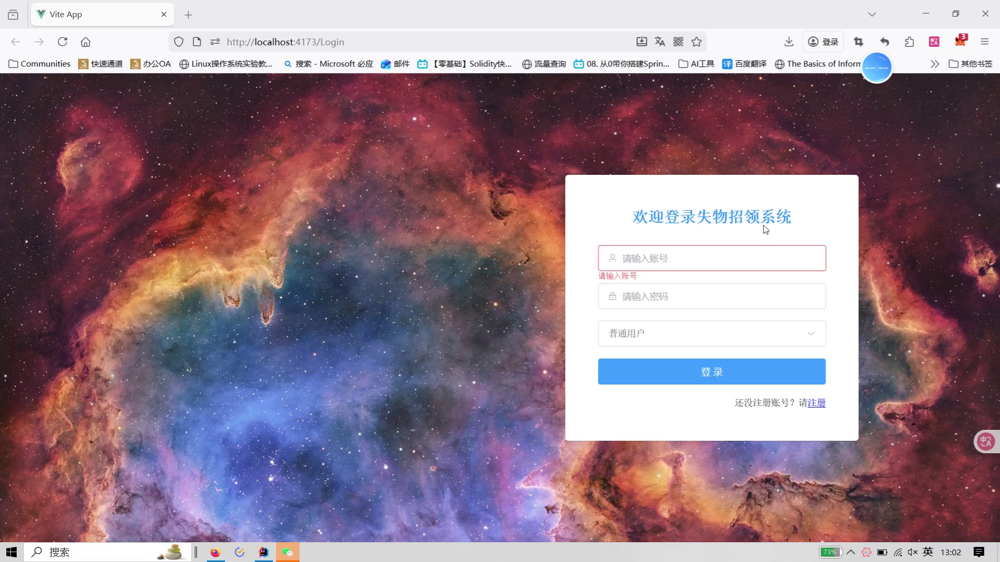 Vite App
http://localhost:4173/Login
登录
3
Communities
快速通道
办公OA
Linux操作系统实验教...
搜索 - Microsoft 必应
邮件
【零基础】Solidity快...
流量查询
08. 从0带你搭建Sprin...
AI工具
译 百度翻译
The Basics of Inform
--:--
其他书签
欢迎登录失物招领系统
请输入账号
请输入账号
请输入密码
普通用户
登 录
还没注册账号？请注册
搜索
73%
英
13:02